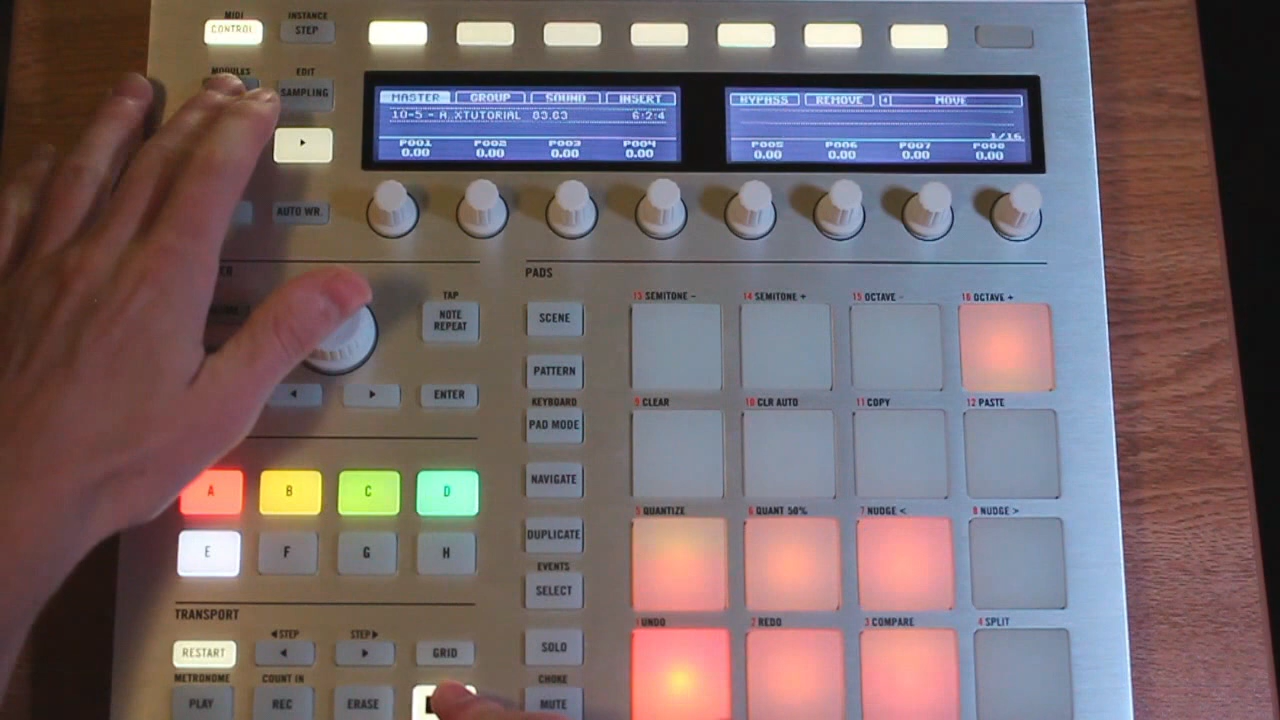 MIDI INSTANCE
CONTROL STEP
MODULES EDIT
SAMPLING
MASTER GROUP SOUND INSERT BYPASS REMOVE MOVE
10-5 - A..XTUTORIAL 83.63 6:2:4
1/16
P001 P002 P003 P004 P005 P006 P007 P008
0.00 0.00 0.00 0.00 0.00 0.00 0.00 0.00
AUTO WR.
PADS
TAP
NOTE REPEAT
ENTER
SCENE
PATTERN
KEYBOARD
PAD MODE
NAVIGATE
DUPLICATE
EVENTS
SELECT
SOLO
CHOKE
MUTE
13 SEMITONE - 14 SEMITONE + 15 OCTAVE - 16 OCTAVE +
9 CLEAR 10 CLR AUTO 11 COPY 12 PASTE
5 QUANTIZE 6 QUANT 50% 7 NUDGE < 8 NUDGE >
1 UNDO 2 REDO 3 COMPARE 4 SPLIT
A B C D
E F G H
TRANSPORT
STEP STEP
RESTART GRID
METRONOME COUNT IN
PLAY REC ERASE